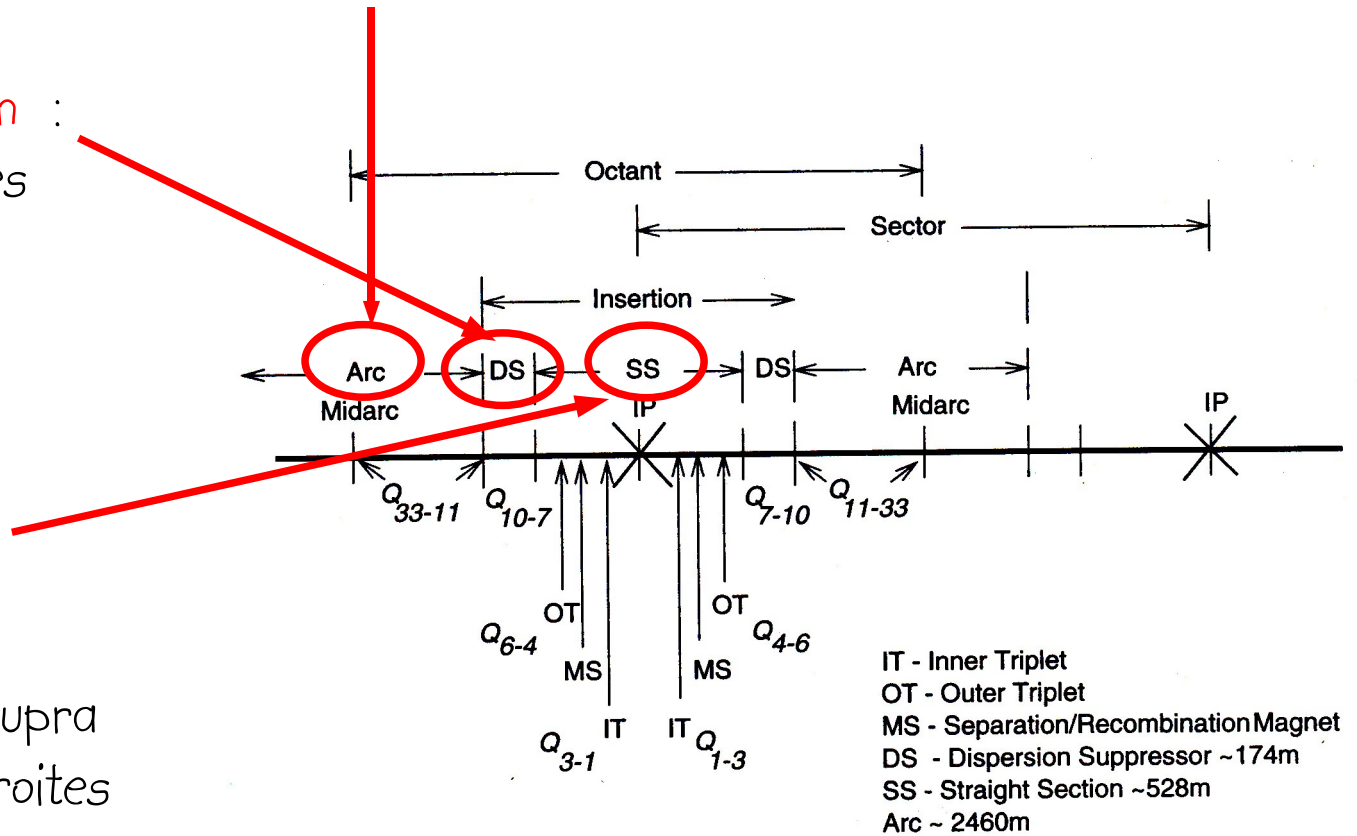 n :
es
Octant
Sector
Insertion
Arc
DS
SS
DS
Arc
Midarc
IP
Midarc
IP
Q33-11
Q10-7
Q7-10
Q11-33
OT
OT
Q6-4
Q4-6
MS
MS
IT
IT
Q3-1
Q1-3
upra
roites
IT - Inner Triplet
OT - Outer Triplet
MS - Separation/Recombination Magnet
DS - Dispersion Suppressor ~174m
SS - Straight Section ~528m
Arc ~ 2460m